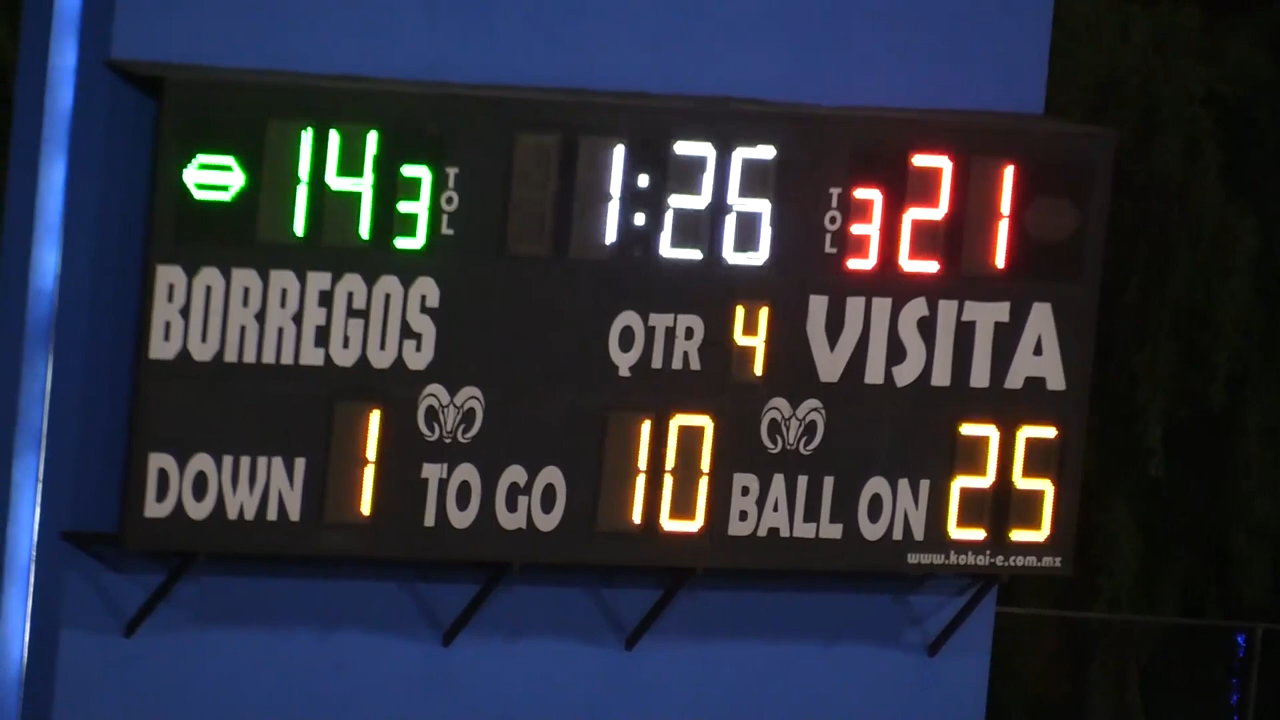 14 3 TOL 1:26 TOL 3 21
BORREGOS QTR 4 VISITA
DOWN 1 TO GO 10 BALL ON 25
www.kokai-e.com.mx